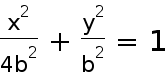 x²/4b² + y²/b² = 1